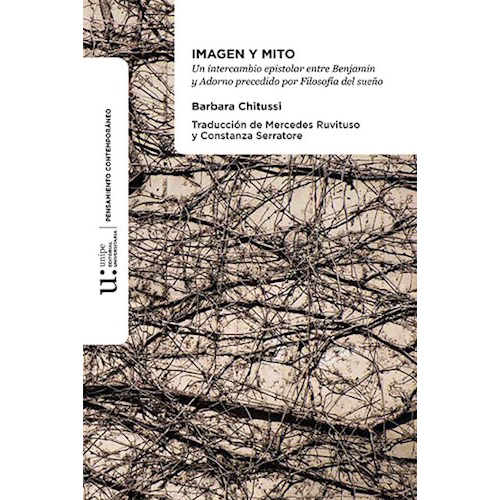 IMAGEN Y MITO
Un intercambio epistolar entre Benjamin
y Adorno precedido por Filosofía del sueño
Barbara Chitussi
Traducción de Mercedes Ruvituso
y Constanza Serratore
PENSAMIENTO CONTEMPORÁNEO
u:
unipe
EDITORIAL
UNIVERSITARIA